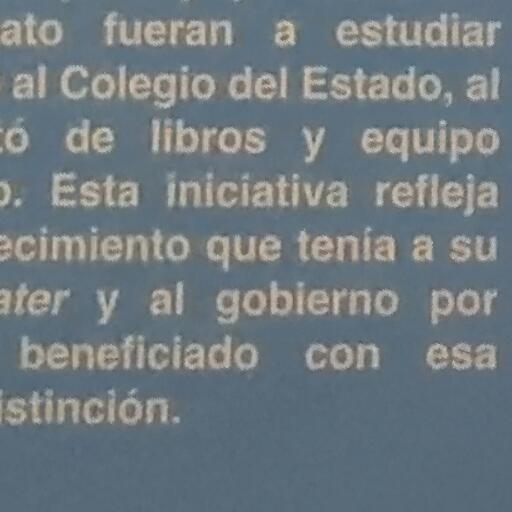 ato fueran a estudiar
al Colegio del Estado, al
tó de libros y equipo
o. Esta iniciativa refleja
ecimiento que tenía a su
ater y al gobierno por
beneficiado con esa
istinción.